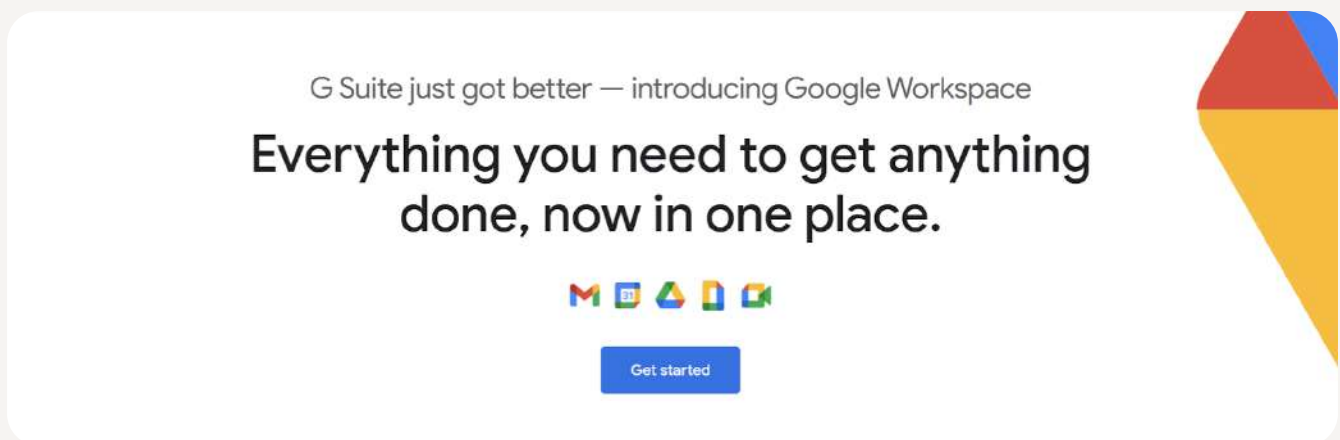 G Suite just got better — introducing Google Workspace
Everything you need to get anything
done, now in one place.
31
Get started